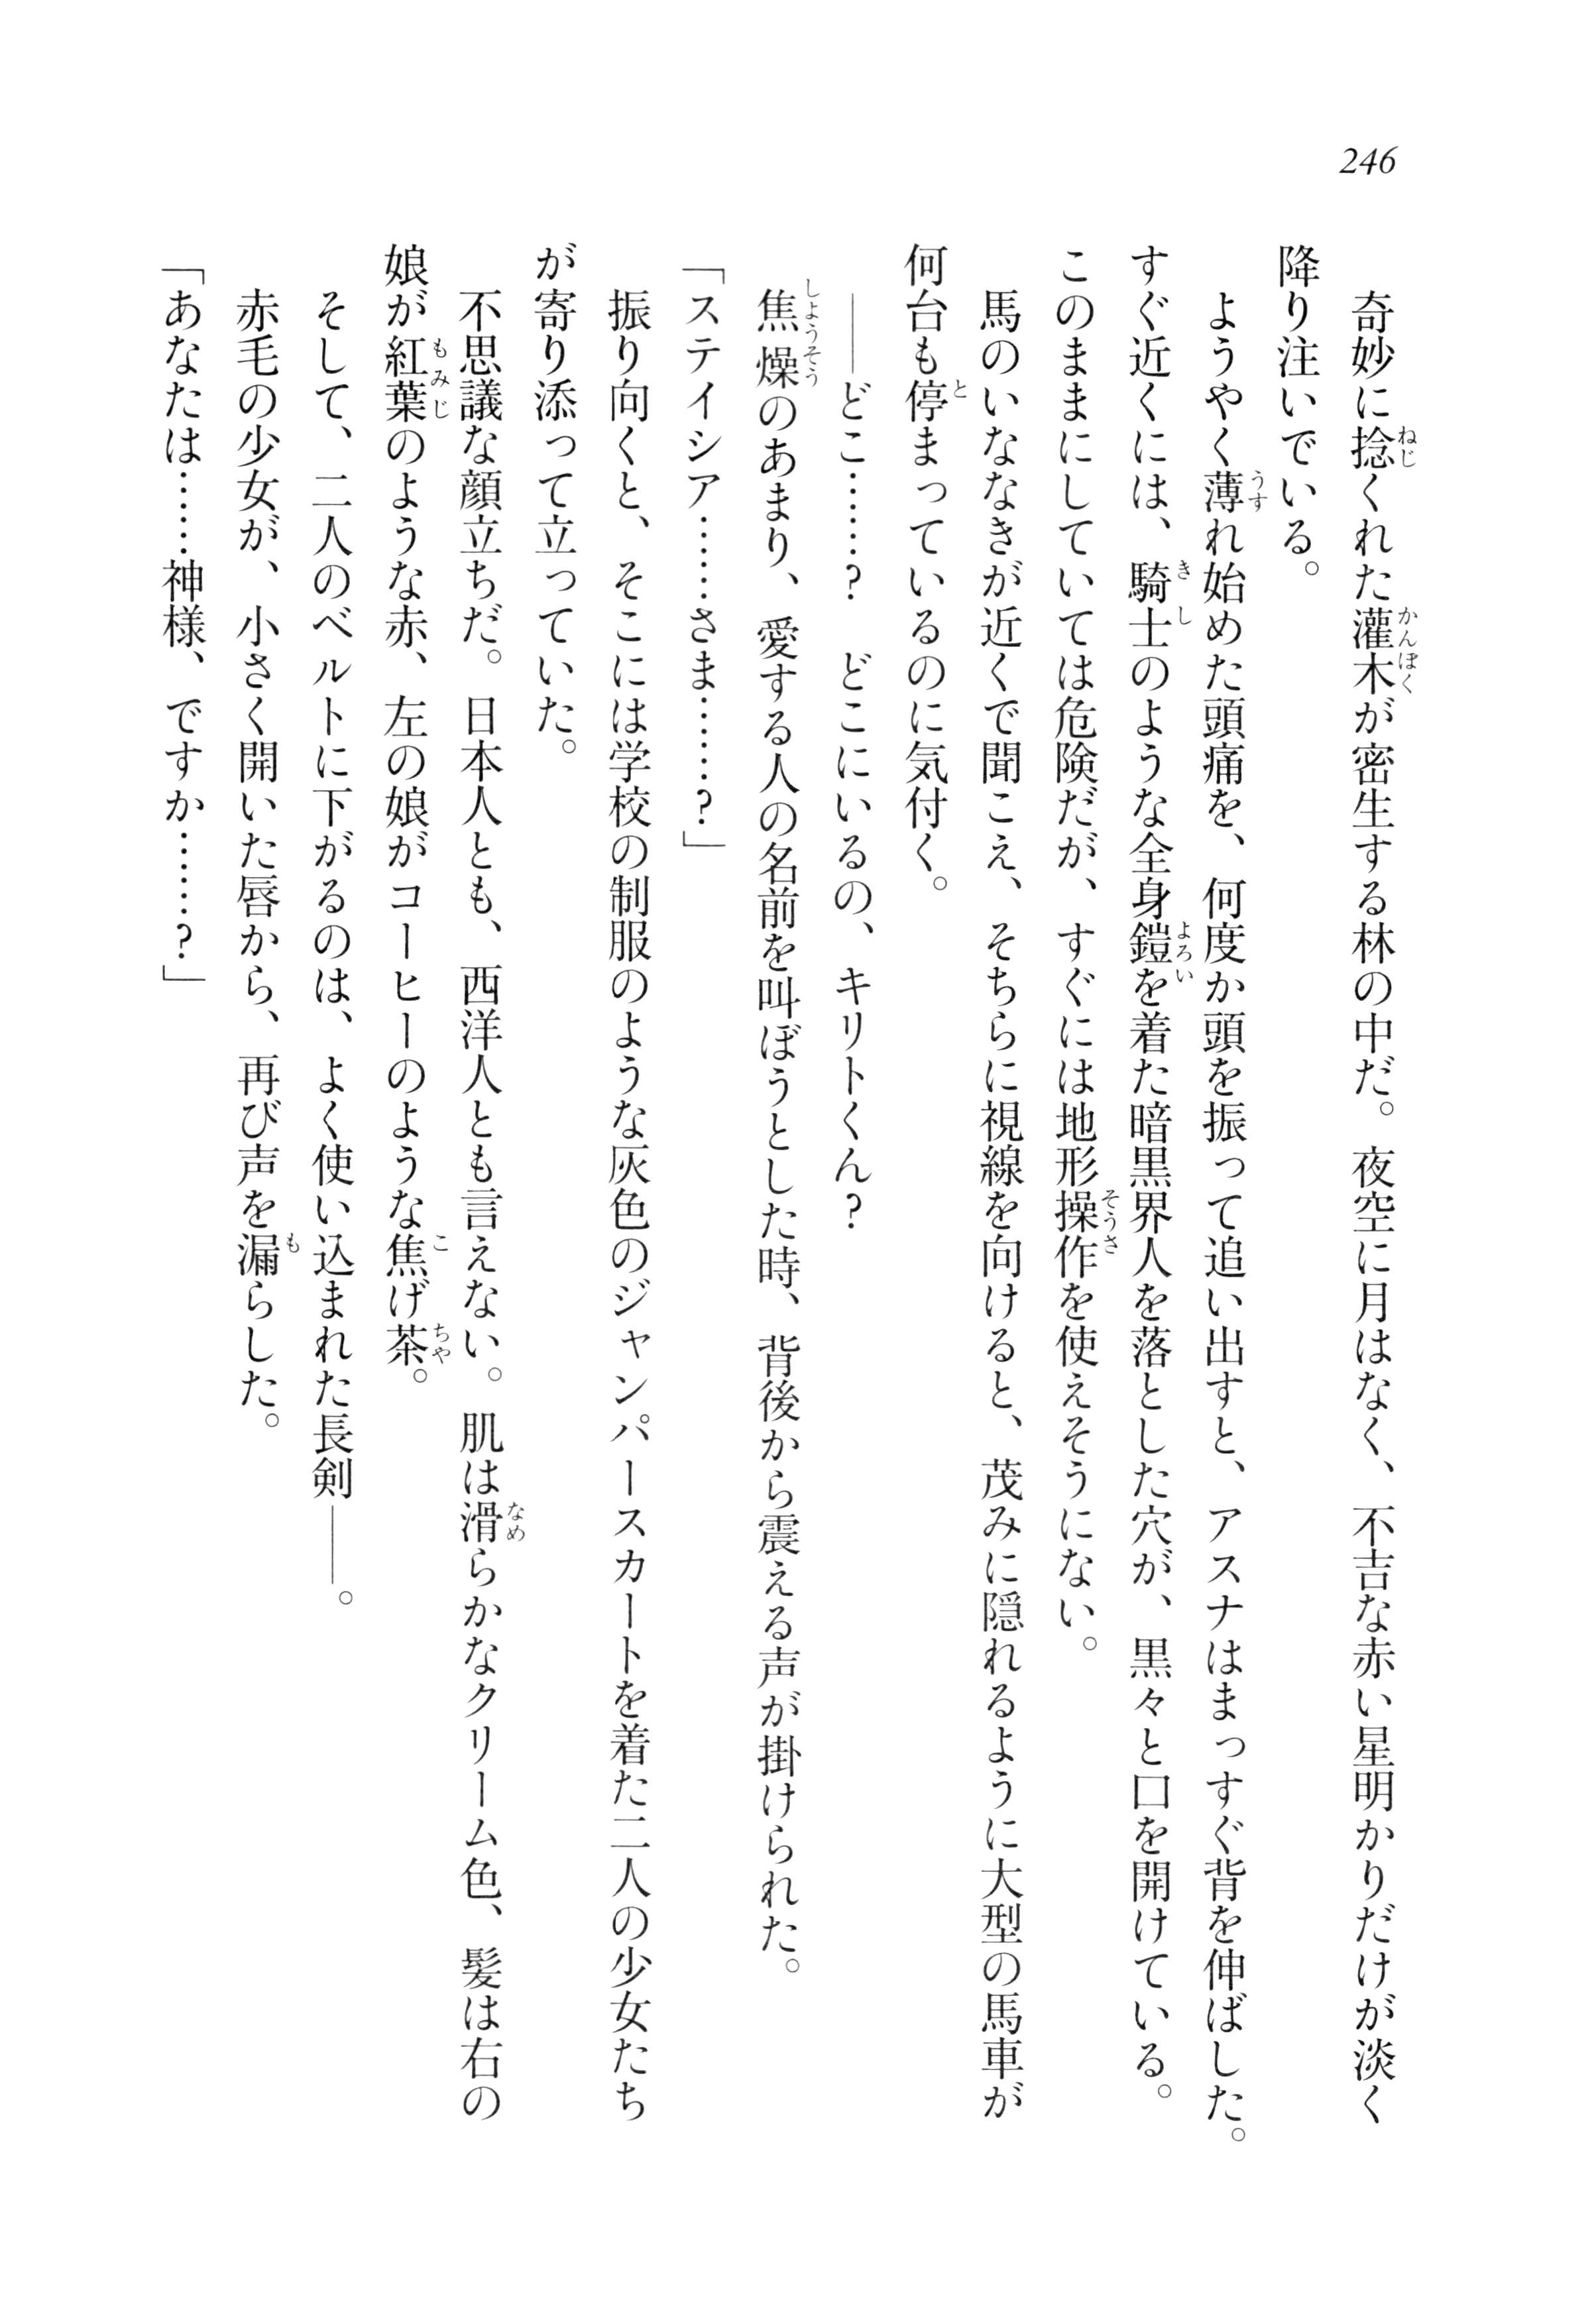 246
奇妙に捻くれた灌木が密生する林の中だ。夜空に月はなく、不吉な赤い星明かりだけが淡く
降り注いでいる。
ようやく薄れ始めた頭痛を、何度か頭を振って追い出すと、アスナはまっすぐ背を伸ばした。
すぐ近くには、騎士のような全身鎧を着た暗黒界人を落とした穴が、黒々と口を開けている。
このままにしていては危険だが、すぐには地形操作を使えそうにない。
馬のいななきが近くで聞こえ、そちらに視線を向けると、茂みに隠れるように大型の馬車が
何台も停まっているのに気付く。
――どこ……？　どこにいるの、キリトくん？
焦燥のあまり、愛する人の名前を叫ぼうとした時、背後から震える声が掛けられた。
「ステイシア……さま……？」
振り向くと、そこには学校の制服のような灰色のジャンパースカートを着た二人の少女たち
が寄り添って立っていた。
不思議な顔立ちだ。日本人とも、西洋人とも言えない。肌は滑らかなクリーム色、髪は右の
娘が紅葉のような赤、左の娘がコーヒーのような焦げ茶。
そして、二人のベルトに下がるのは、よく使い込まれた長剣――。
赤毛の少女が、小さく開いた唇から、再び声を漏らした。
「あなたは……神様、ですか……？」